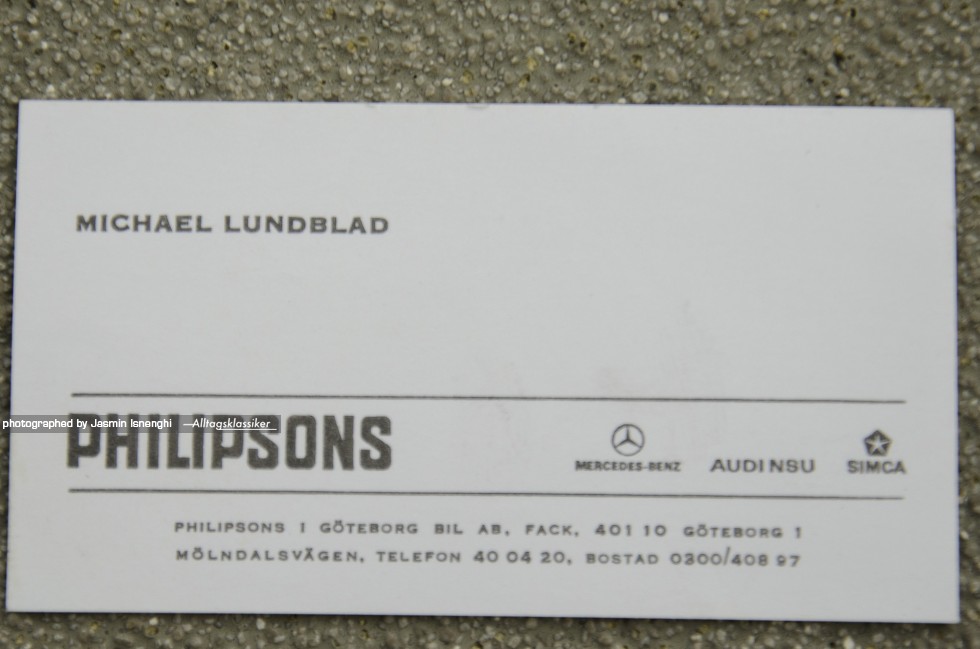 MICHAEL LUNDBLAD
photographed by Jasmin Isnenghi —Alltagsklassiker
PHILIPSONS
MERCEDES-BENZ AUDI NSU SIMCA
PHILIPSONS I GÖTEBORG BIL AB, FACK, 401 10 GÖTEBORG 1
MÖLNDALSVÄGEN, TELEFON 40 04 20, BOSTAD 0300/408 97